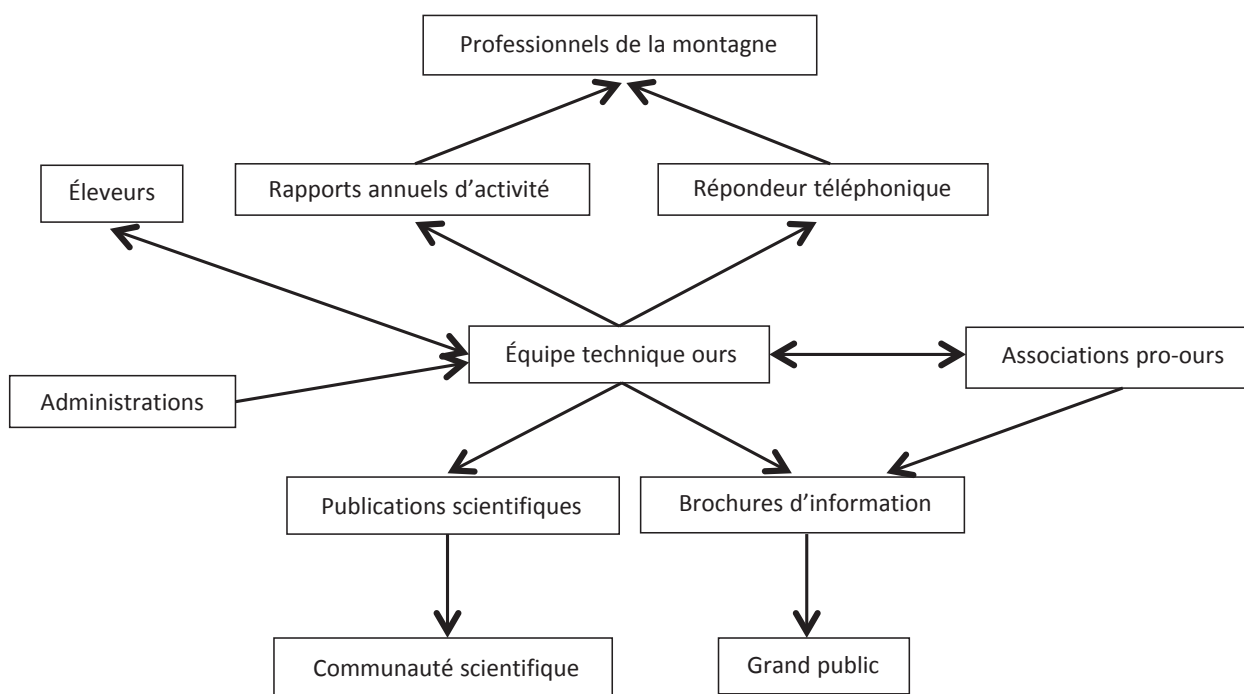 Professionnels de la montagne
Éleveurs
Rapports annuels d’activité
Répondeur téléphonique
Équipe technique ours
Associations pro-ours
Administrations
Publications scientifiques
Brochures d’information
Communauté scientifique
Grand public